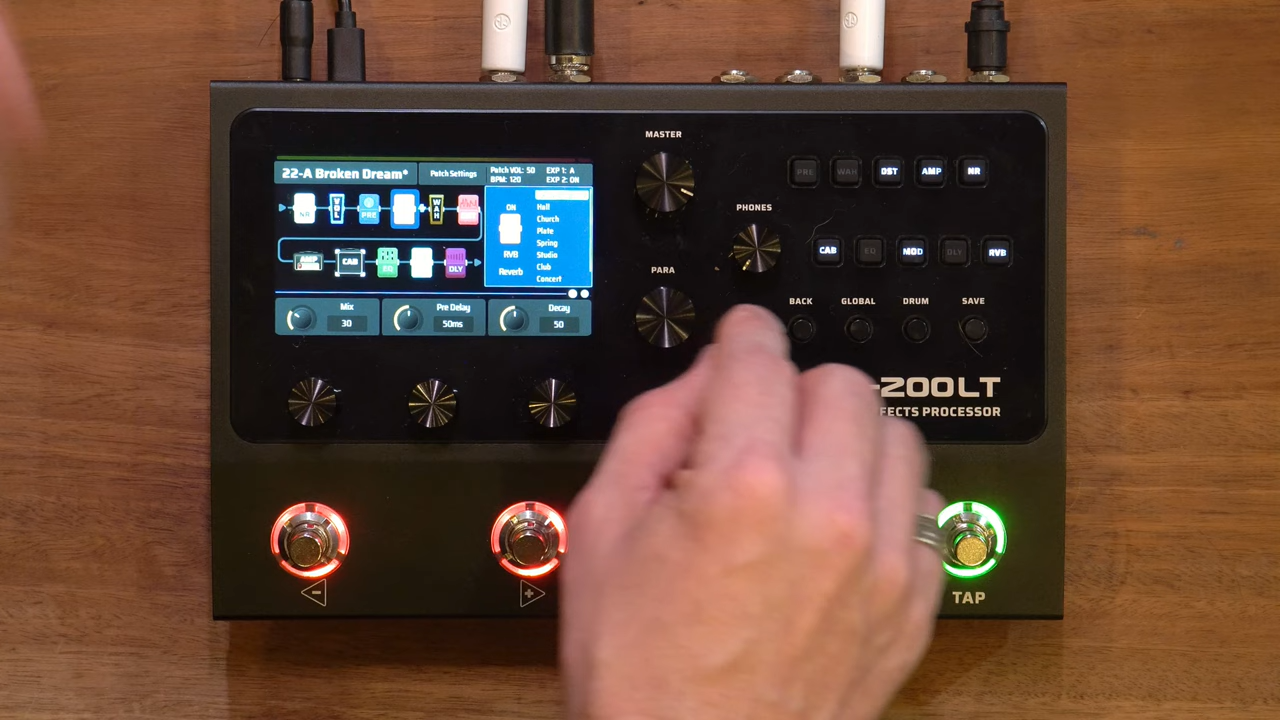 MASTER
PHONES
PARA
PRE WAH DST AMP NR
CAB EQ MOD DLY RVB
BACK GLOBAL DRUM SAVE
-200LT
FECTS PROCESSOR
22-A Broken Dream*
Patch Settings
Patch VOL: 50 EXP 1: A
BPM: 120 EXP 2: ON
NR VOL PRE WAH
AMP CAB EQ DLY
ON
RVB
Reverb
Hall
Church
Plate
Spring
Studio
Club
Concert
Mix
30
Pre Delay
50ms
Decay
50
-
+
TAP